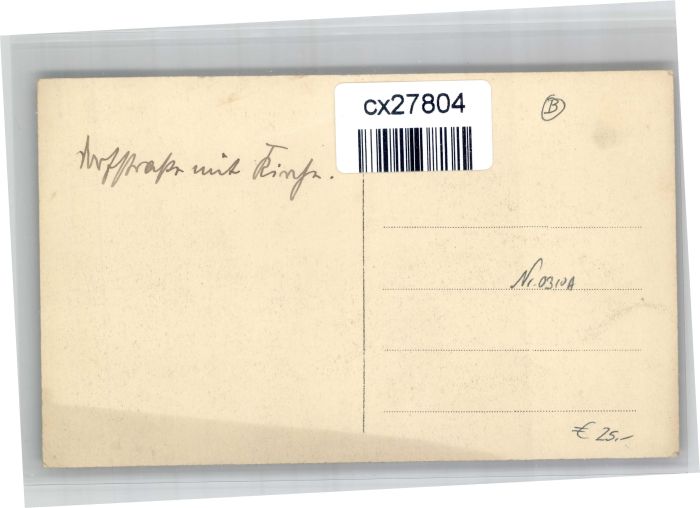 cx27804
B
Dorfstraße mit Kirche.
Nr. 0310A
€ 25.-